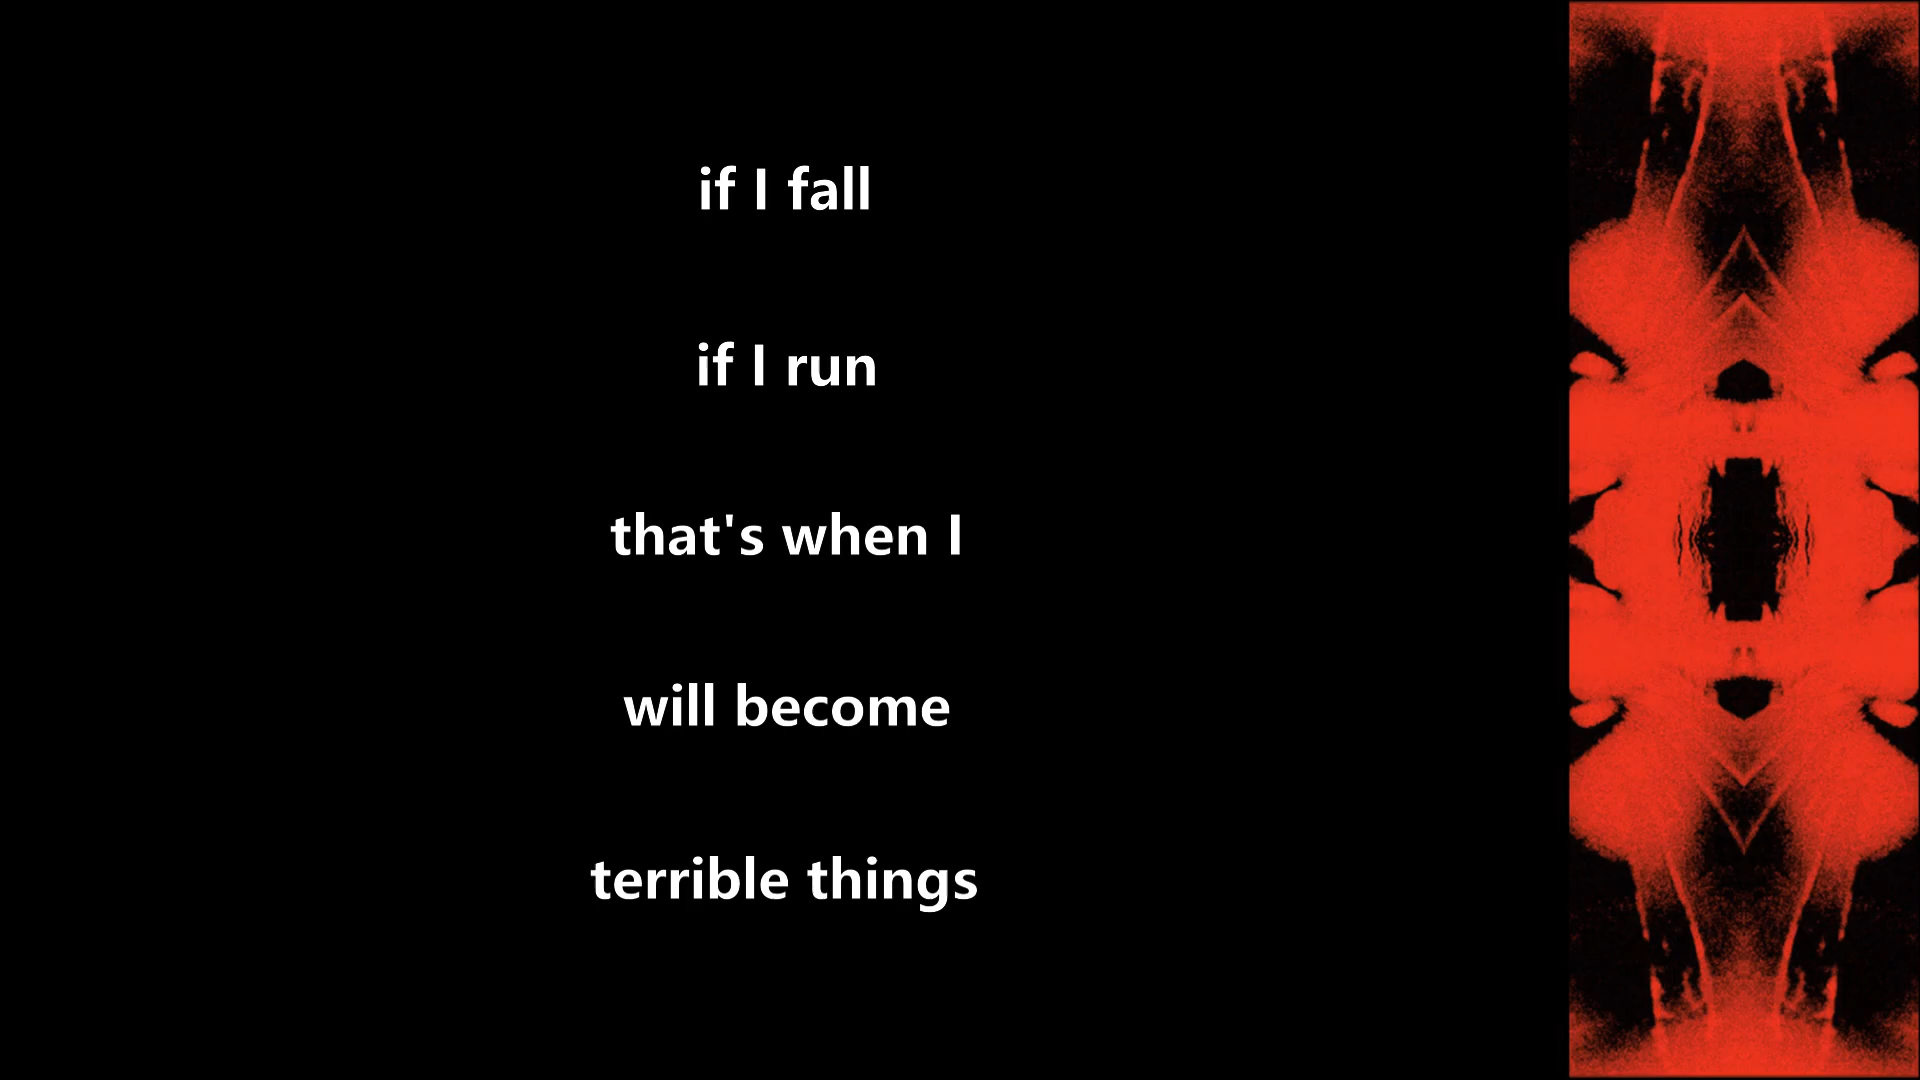 if I fall
if I run
that's when I
will become
terrible things